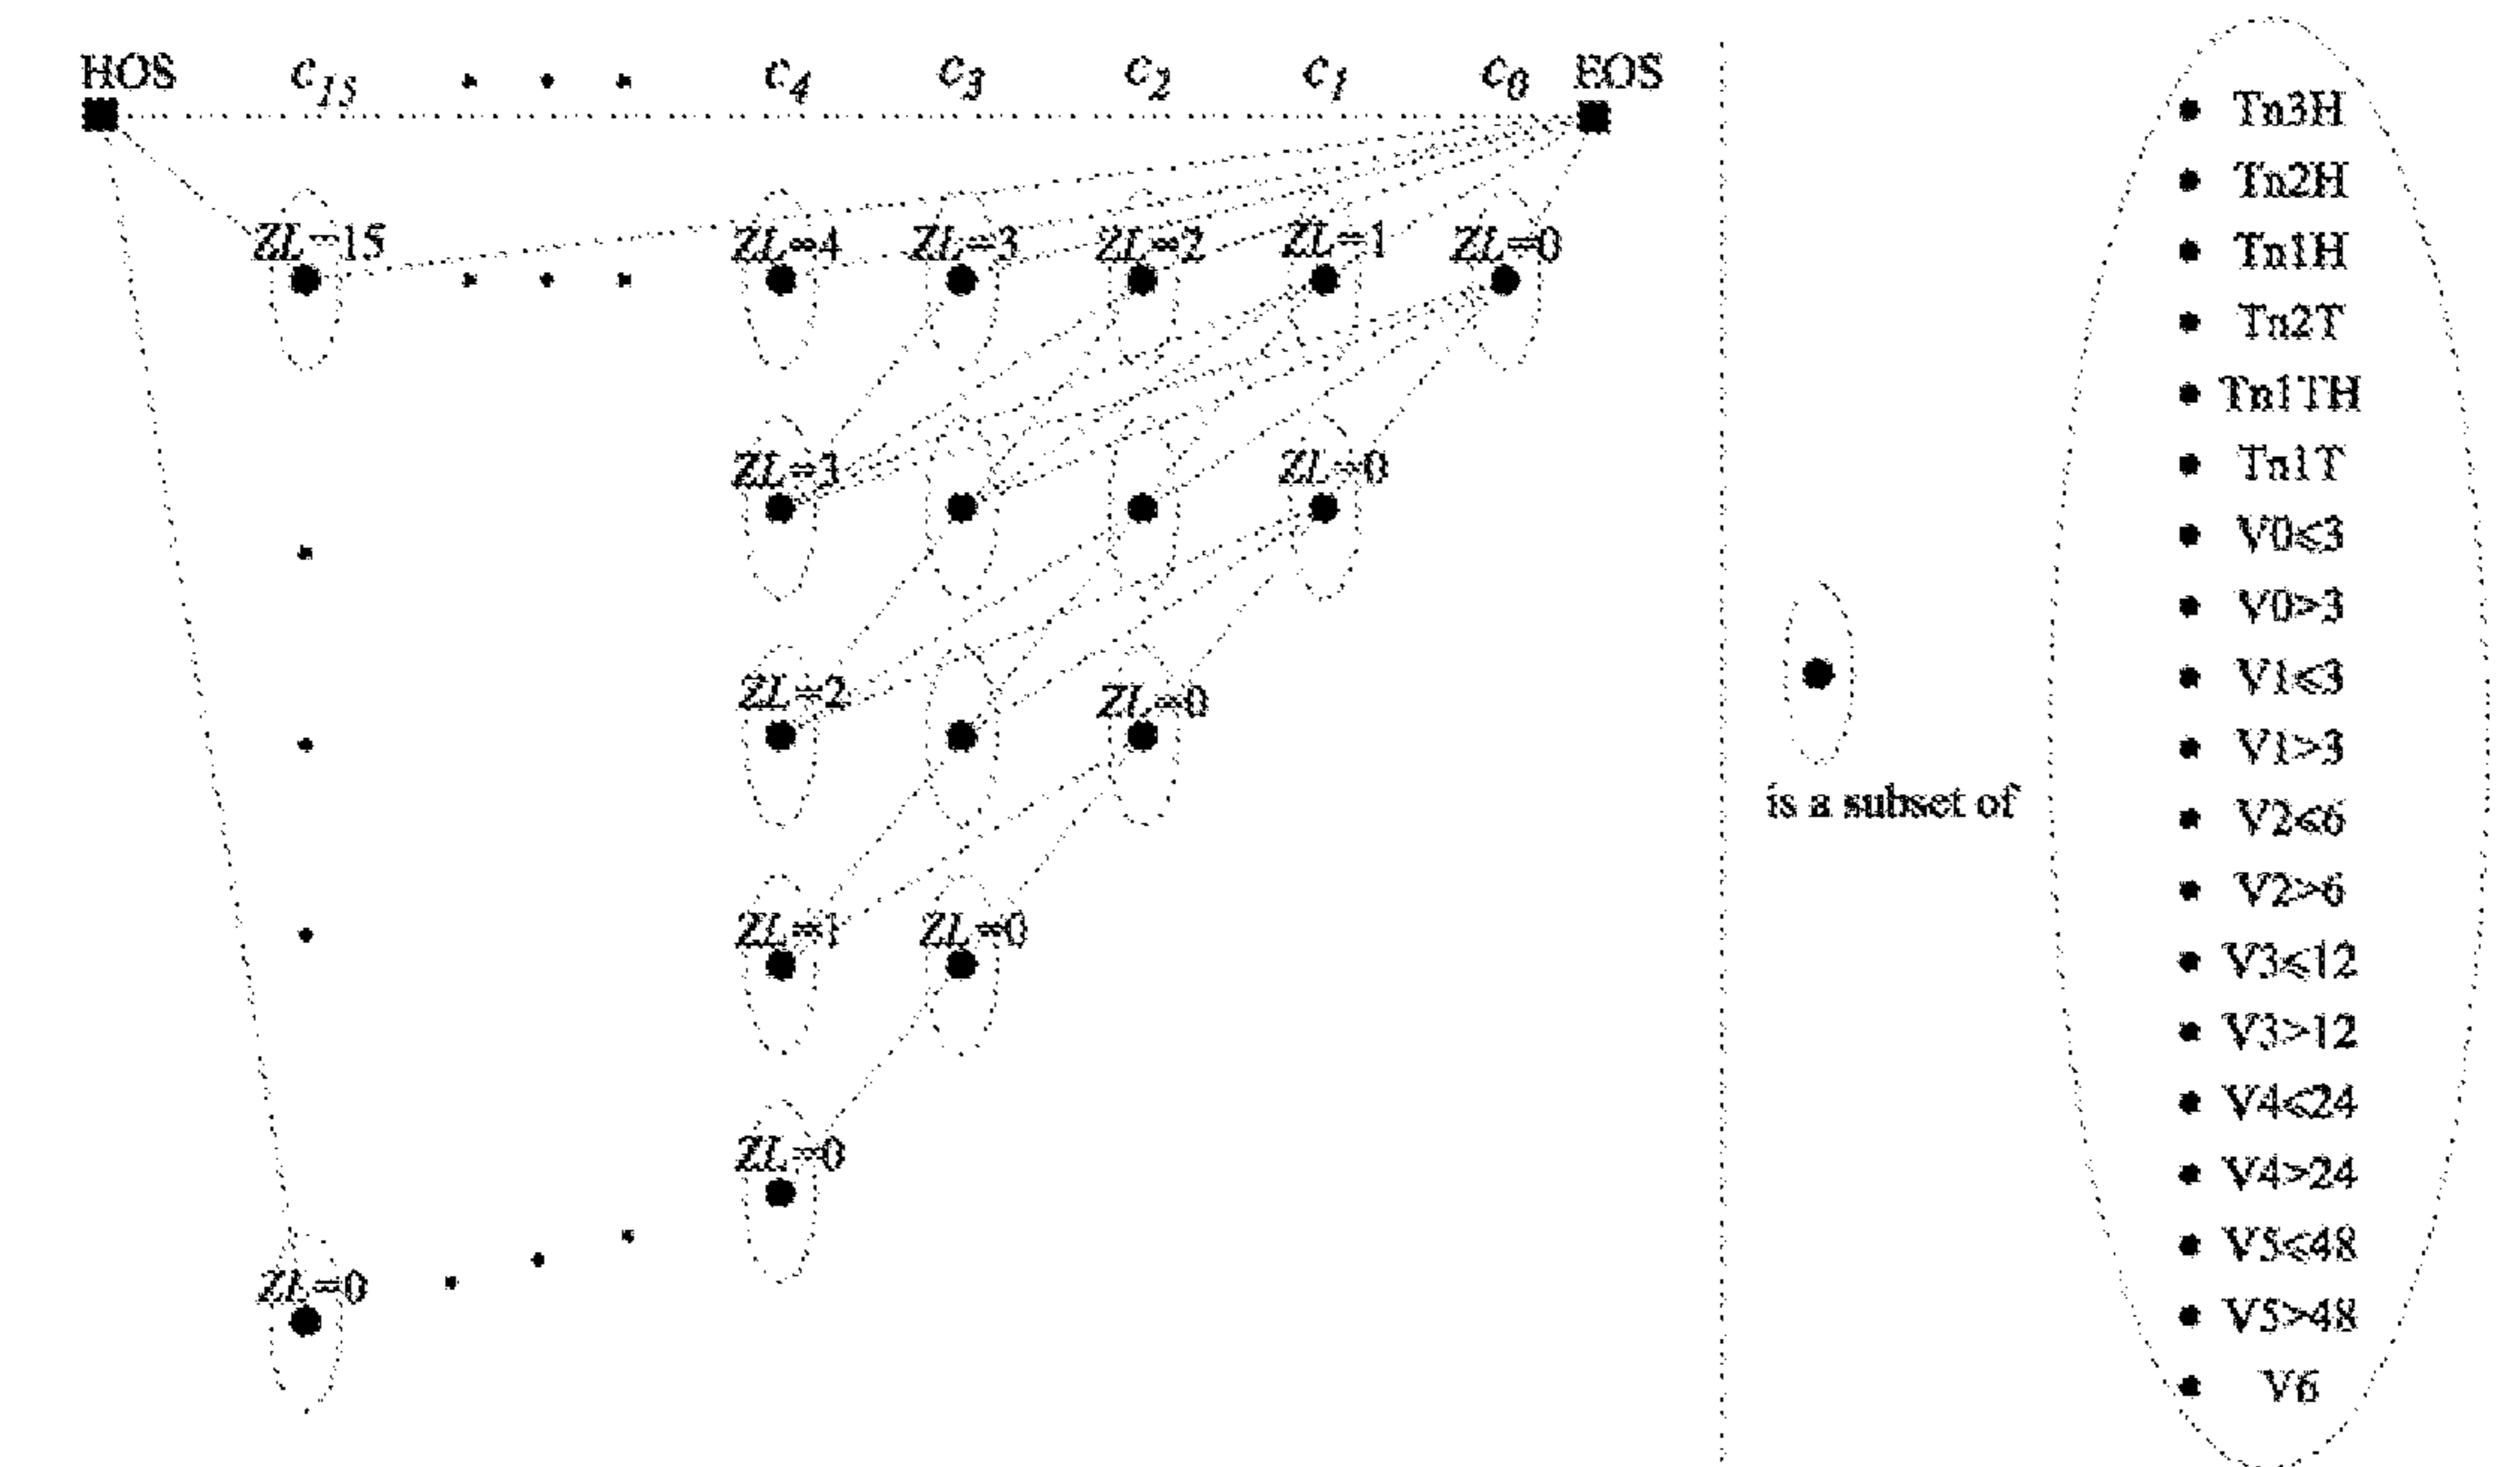 HOS c15 . . . c4 c3 c2 c1 c0 EOS
ZL=15 . . . ZL=4 ZL=3 ZL=2 ZL=1 ZL=0
ZL=3 ZL=0
ZL=2 ZL=0
ZL=1 ZL=0
ZL=0
ZL=0
is a subset of
Tn3H
Tn2H
Tn1H
Tn2T
Tn1TH
Tn1T
V0<3
V0>3
V1<3
V1>3
V2<6
V2>6
V3<12
V3>12
V4<24
V4>24
V5<48
V5>48
V6